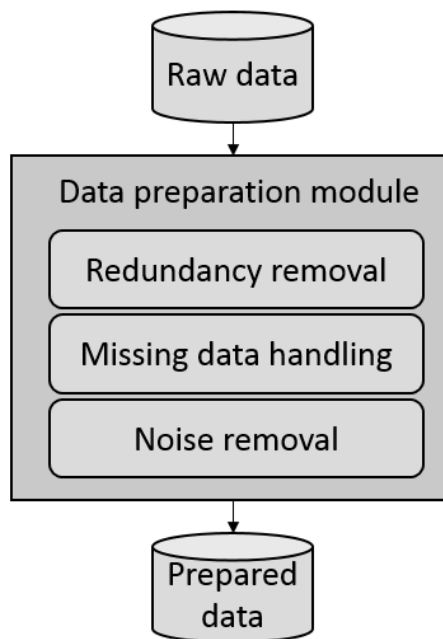 Raw data
Data preparation module
Redundancy removal
Missing data handling
Noise removal
Prepared
data